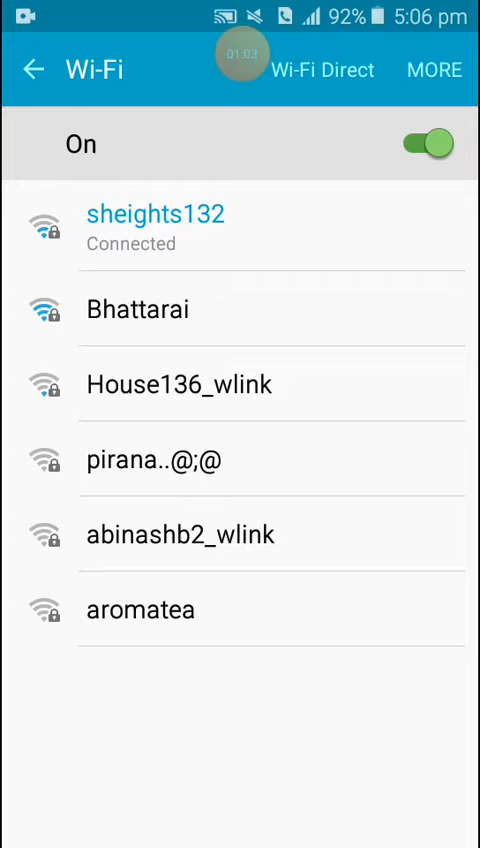 92% 5:06 pm
01:03
Wi-Fi Wi-Fi Direct MORE
On
sheights132
Connected
Bhattarai
House136_wlink
pirana..@;@
abinashb2_wlink
aromatea